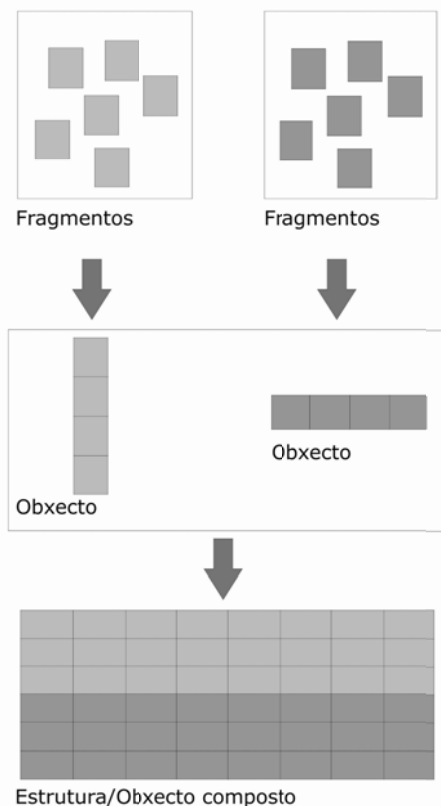 Fragmentos
Fragmentos
Obxecto
Obxecto
Estrutura/Obxecto composto